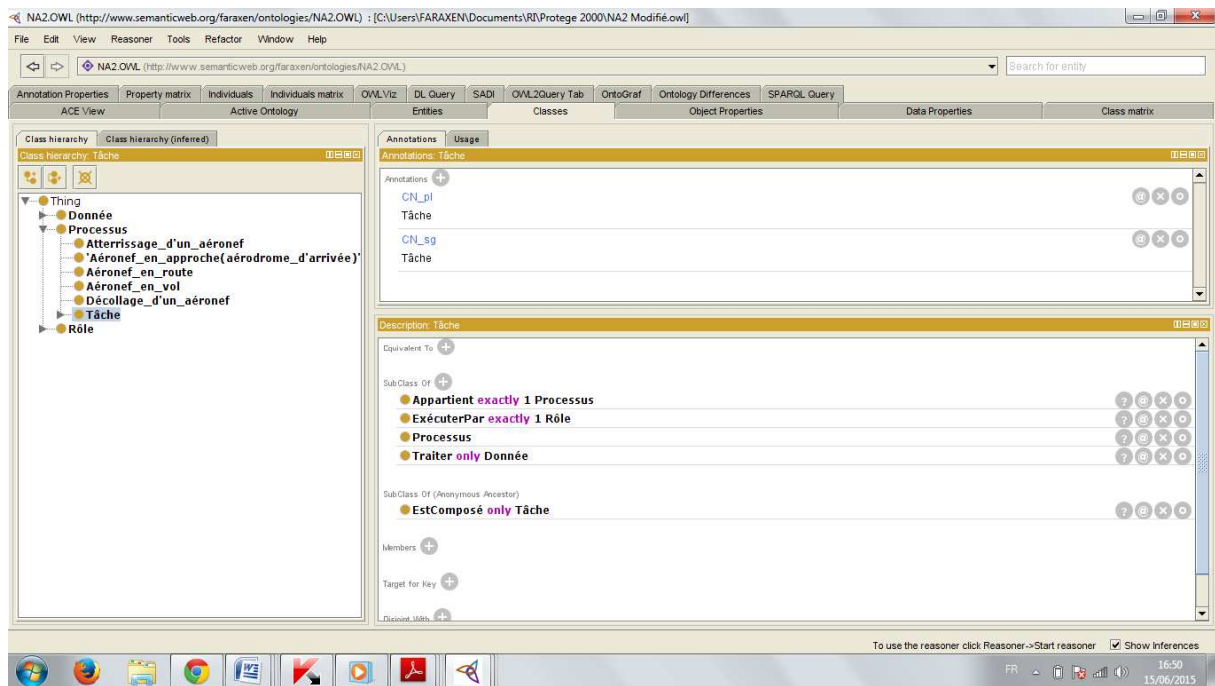 NA2.OWL (http://www.semanticweb.org/faraxen/ontologies/NA2.OWL) : [C:\Users\FARAXEN\Documents\RI\Protege 2000\NA2 Modifié.owl]
File Edit View Reasoner Tools Refactor Window Help
NA2.OWL (http://www.semanticweb.org/faraxen/ontologies/NA2.OWL)
Search for entity
Annotation Properties Property matrix Individuals Individuals matrix OWLViz DL Query SADI OWL2Query Tab OntoGraf Ontology Differences SPARQL Query
ACE View Active Ontology Entities Classes Object Properties Data Properties Class matrix
Class hierarchy Class hierarchy (inferred)
Class hierarchy: Tâche
Thing
Donnée
Processus
Atterrissage_d'un_aéronef
'Aéronef_en_approche(aérodrome_d'arrivée)'
Aéronef_en_route
Aéronef_en_vol
Décollage_d'un_aéronef
Tâche
Rôle
Annotations Usage
Annotations: Tâche
Annotations
CN_pl
Tâche
CN_sg
Tâche
Description: Tâche
Equivalent To
SubClass Of
Appartient exactly 1 Processus
ExécuterPar exactly 1 Rôle
Processus
Traiter only Donnée
SubClass Of (Anonymous Ancestor)
EstComposé only Tâche
Members
Target for Key
Disjoint With
To use the reasoner click Reasoner->Start reasoner Show Inferences
FR 16:50
15/06/2015